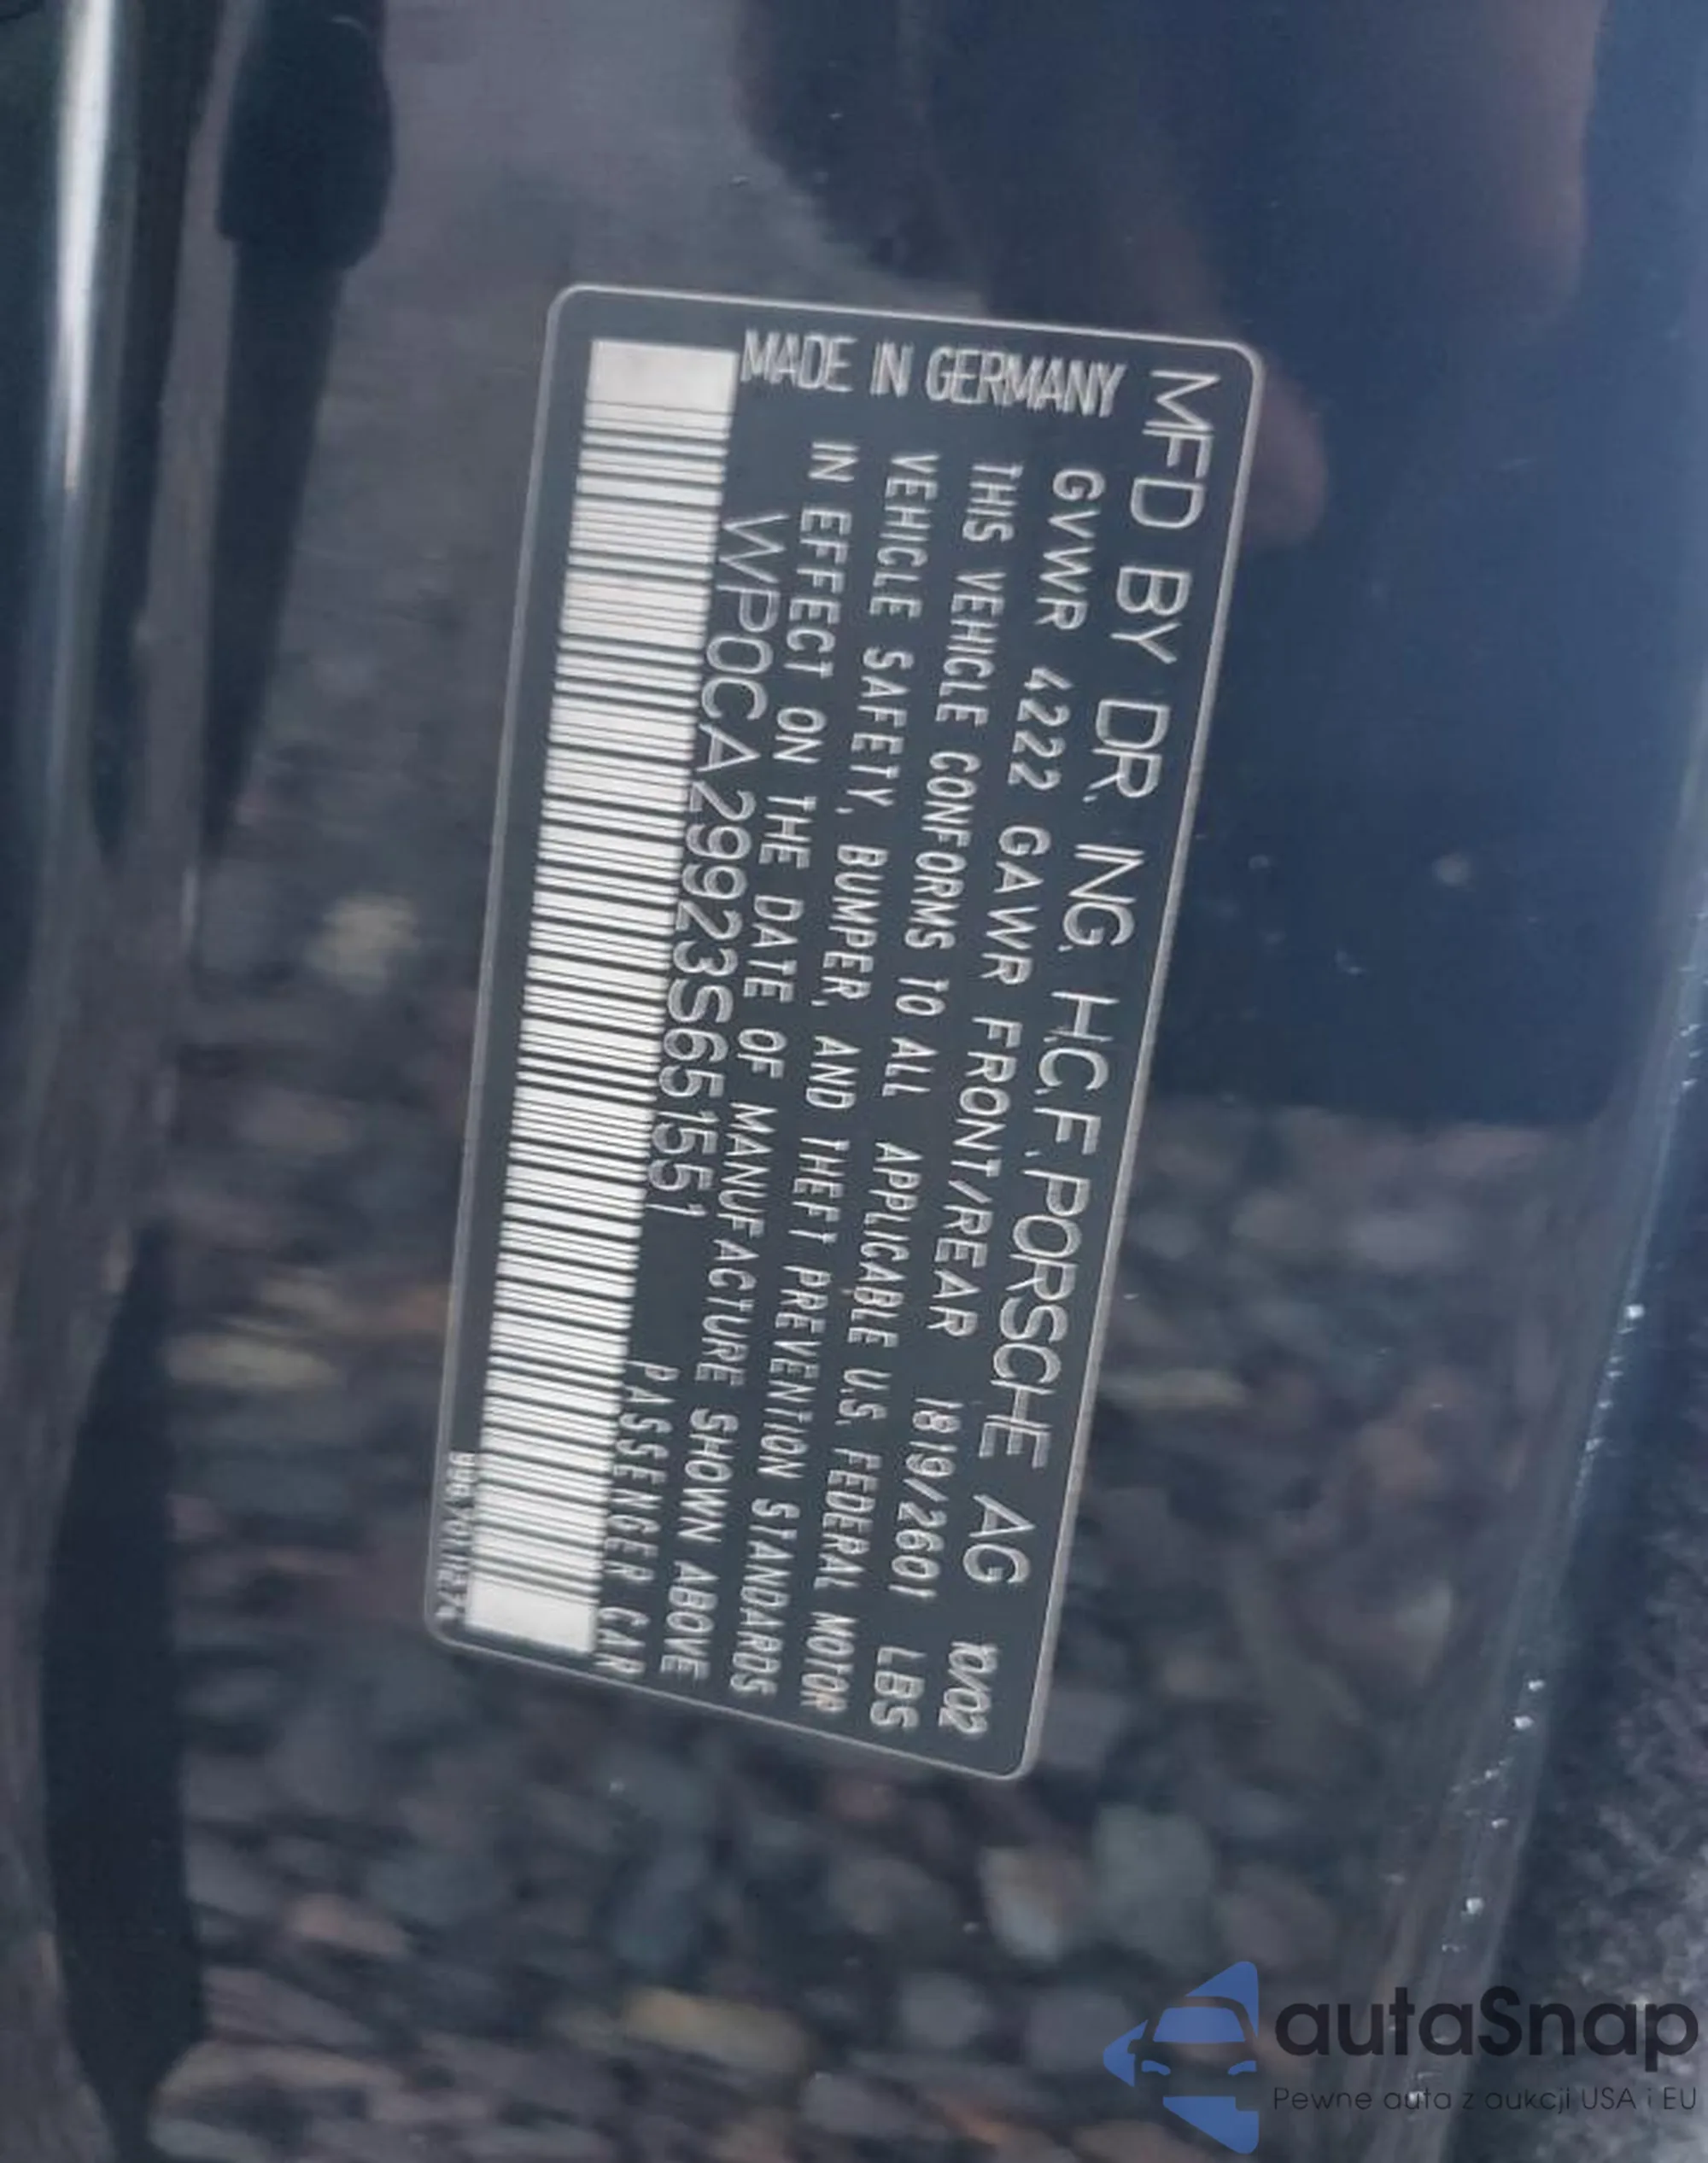 MFD BY DR. ING. H.C.F. PORSCHE AG 10/02
GVWR 4222 GAWR FRONT/REAR 1819/2601 LBS
THIS VEHICLE CONFORMS TO ALL APPLICABLE U.S. FEDERAL MOTOR
VEHICLE SAFETY, BUMPER, AND THEFT PREVENTION STANDARDS
IN EFFECT ON THE DATE OF MANUFACTURE SHOWN ABOVE
MADE IN GERMANY
WP0CA29923S651551 PASSENGER CAR
autaSnap
Pewne auta z aukcji USA i EU